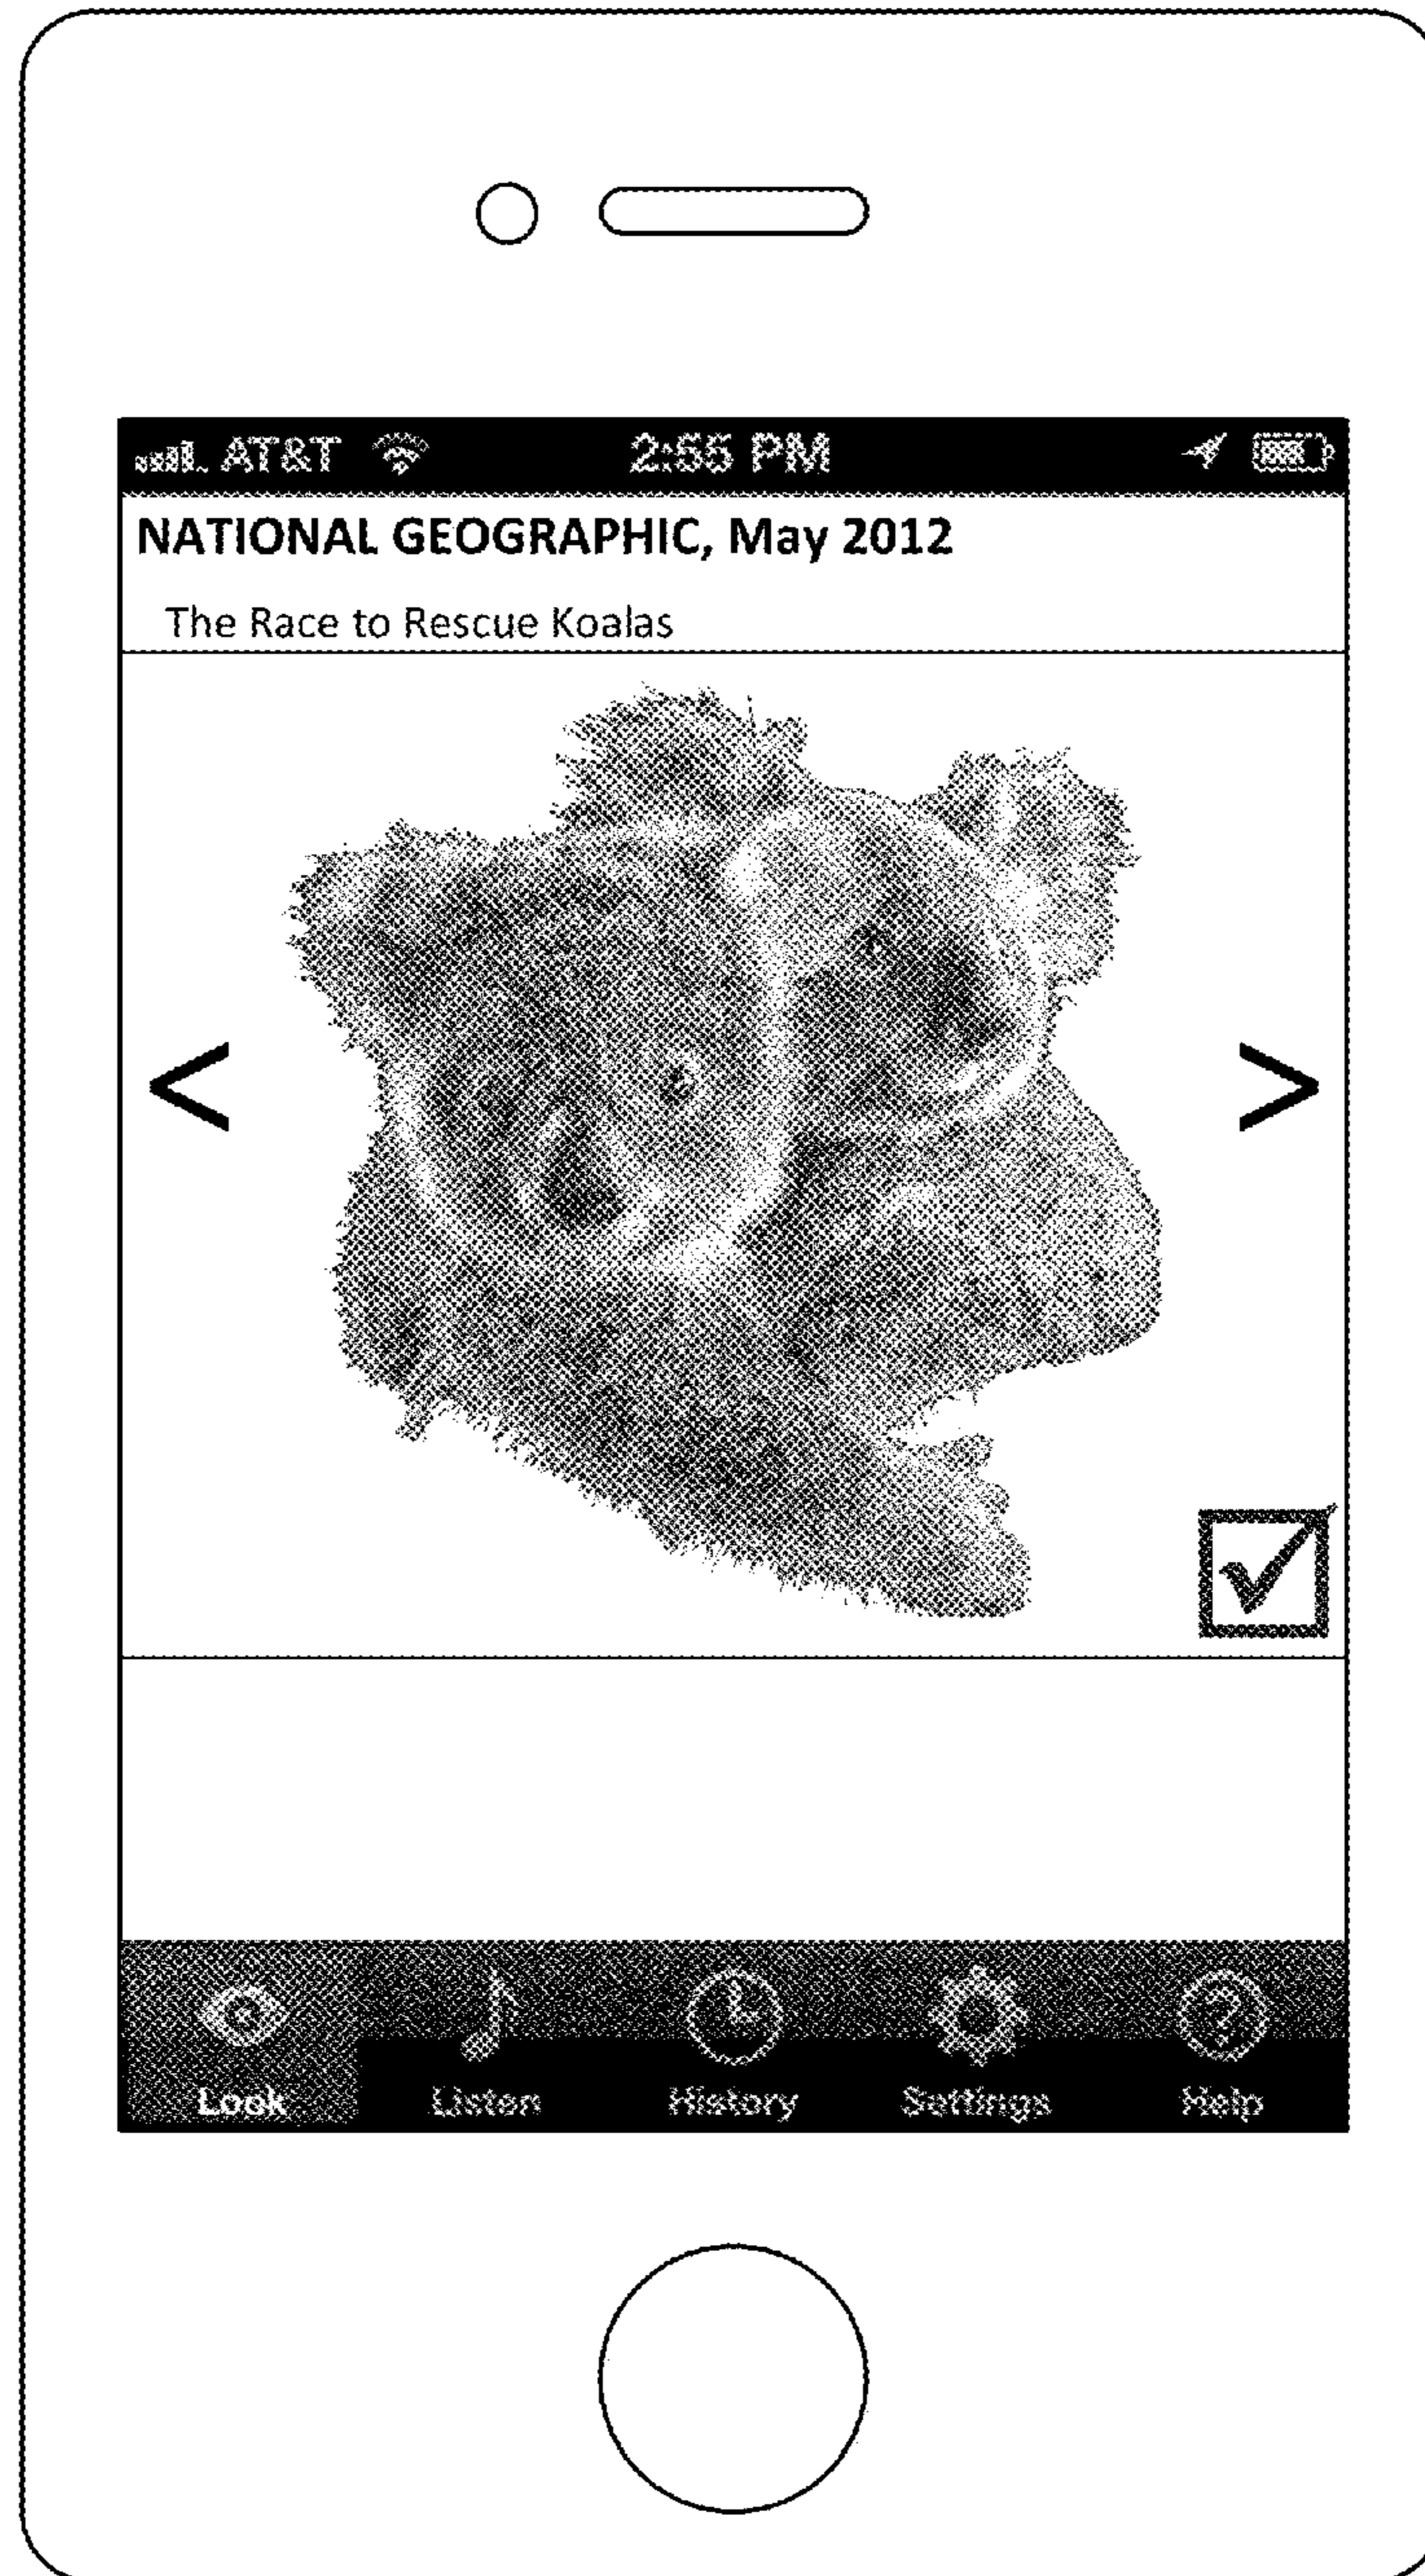 AT&T 2:55 PM
NATIONAL GEOGRAPHIC, May 2012
The Race to Rescue Koalas
< >
Look Listen History Settings Help